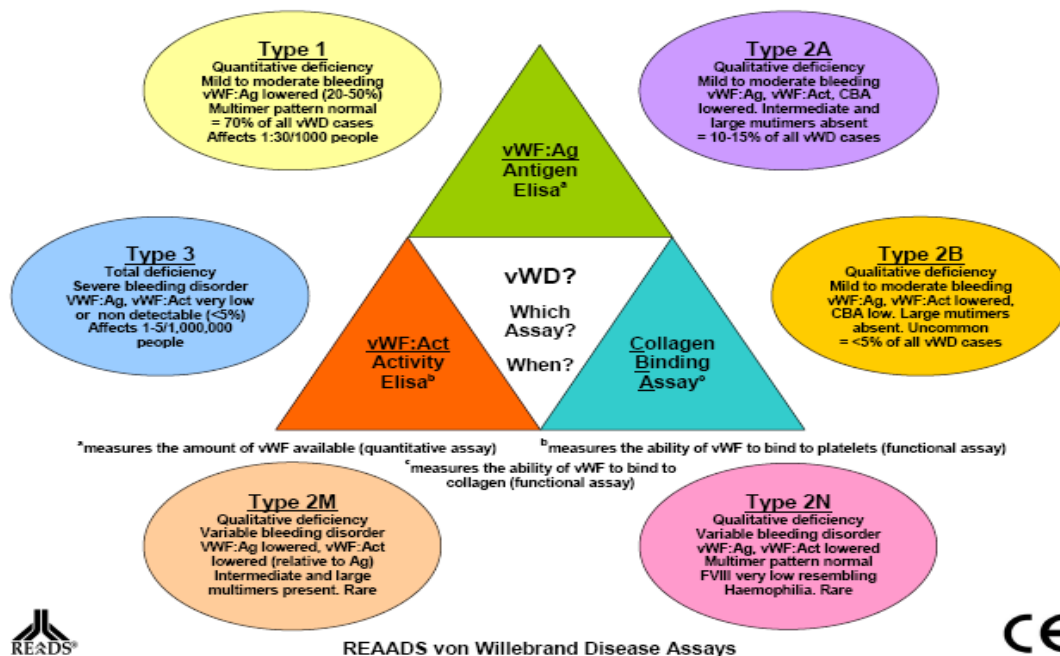 Type 1
Quantitative deficiency
Mild to moderate bleeding
vWF:Ag lowered (20-50%)
Multimer pattern normal
= 70% of all vWD cases
Affects 1:30/1000 people
Type 2A
Qualitative deficiency
Mild to moderate bleeding
vWF:Ag, vWF:Act, CBA
lowered. Intermediate and
large mutimers absent
= 10-15% of all vWD cases
vWF:Ag
Antigen
Elisaᵃ
Type 3
Total deficiency
Severe bleeding disorder
VWF:Ag, vWF:Act very low
or non detectable (<5%)
Affects 1-5/1,000,000
people
vWD?
Which
Assay?
When?
Type 2B
Qualitative deficiency
Mild to moderate bleeding
vWF:Ag, vWF:Act lowered,
CBA low. Large mutimers
absent. Uncommon
= <5% of all vWD cases
vWF:Act
Activity
Elisaᵇ
Collagen
Binding
Assayᶜ
ᵃmeasures the amount of vWF available (quantitative assay)
ᵇmeasures the ability of vWF to bind to platelets (functional assay)
ᶜmeasures the ability of vWF to bind to
collagen (functional assay)
Type 2M
Qualitative deficiency
Variable bleeding disorder
VWF:Ag lowered, vWF:Act
lowered (relative to Ag)
Intermediate and large
multimers present. Rare
Type 2N
Qualitative deficiency
Variable bleeding disorder
vWF:Ag, vWF:Act lowered
Multimer pattern normal
FVIII very low resembling
Haemophilia. Rare
REAADS®
REAADS von Willebrand Disease Assays
CE